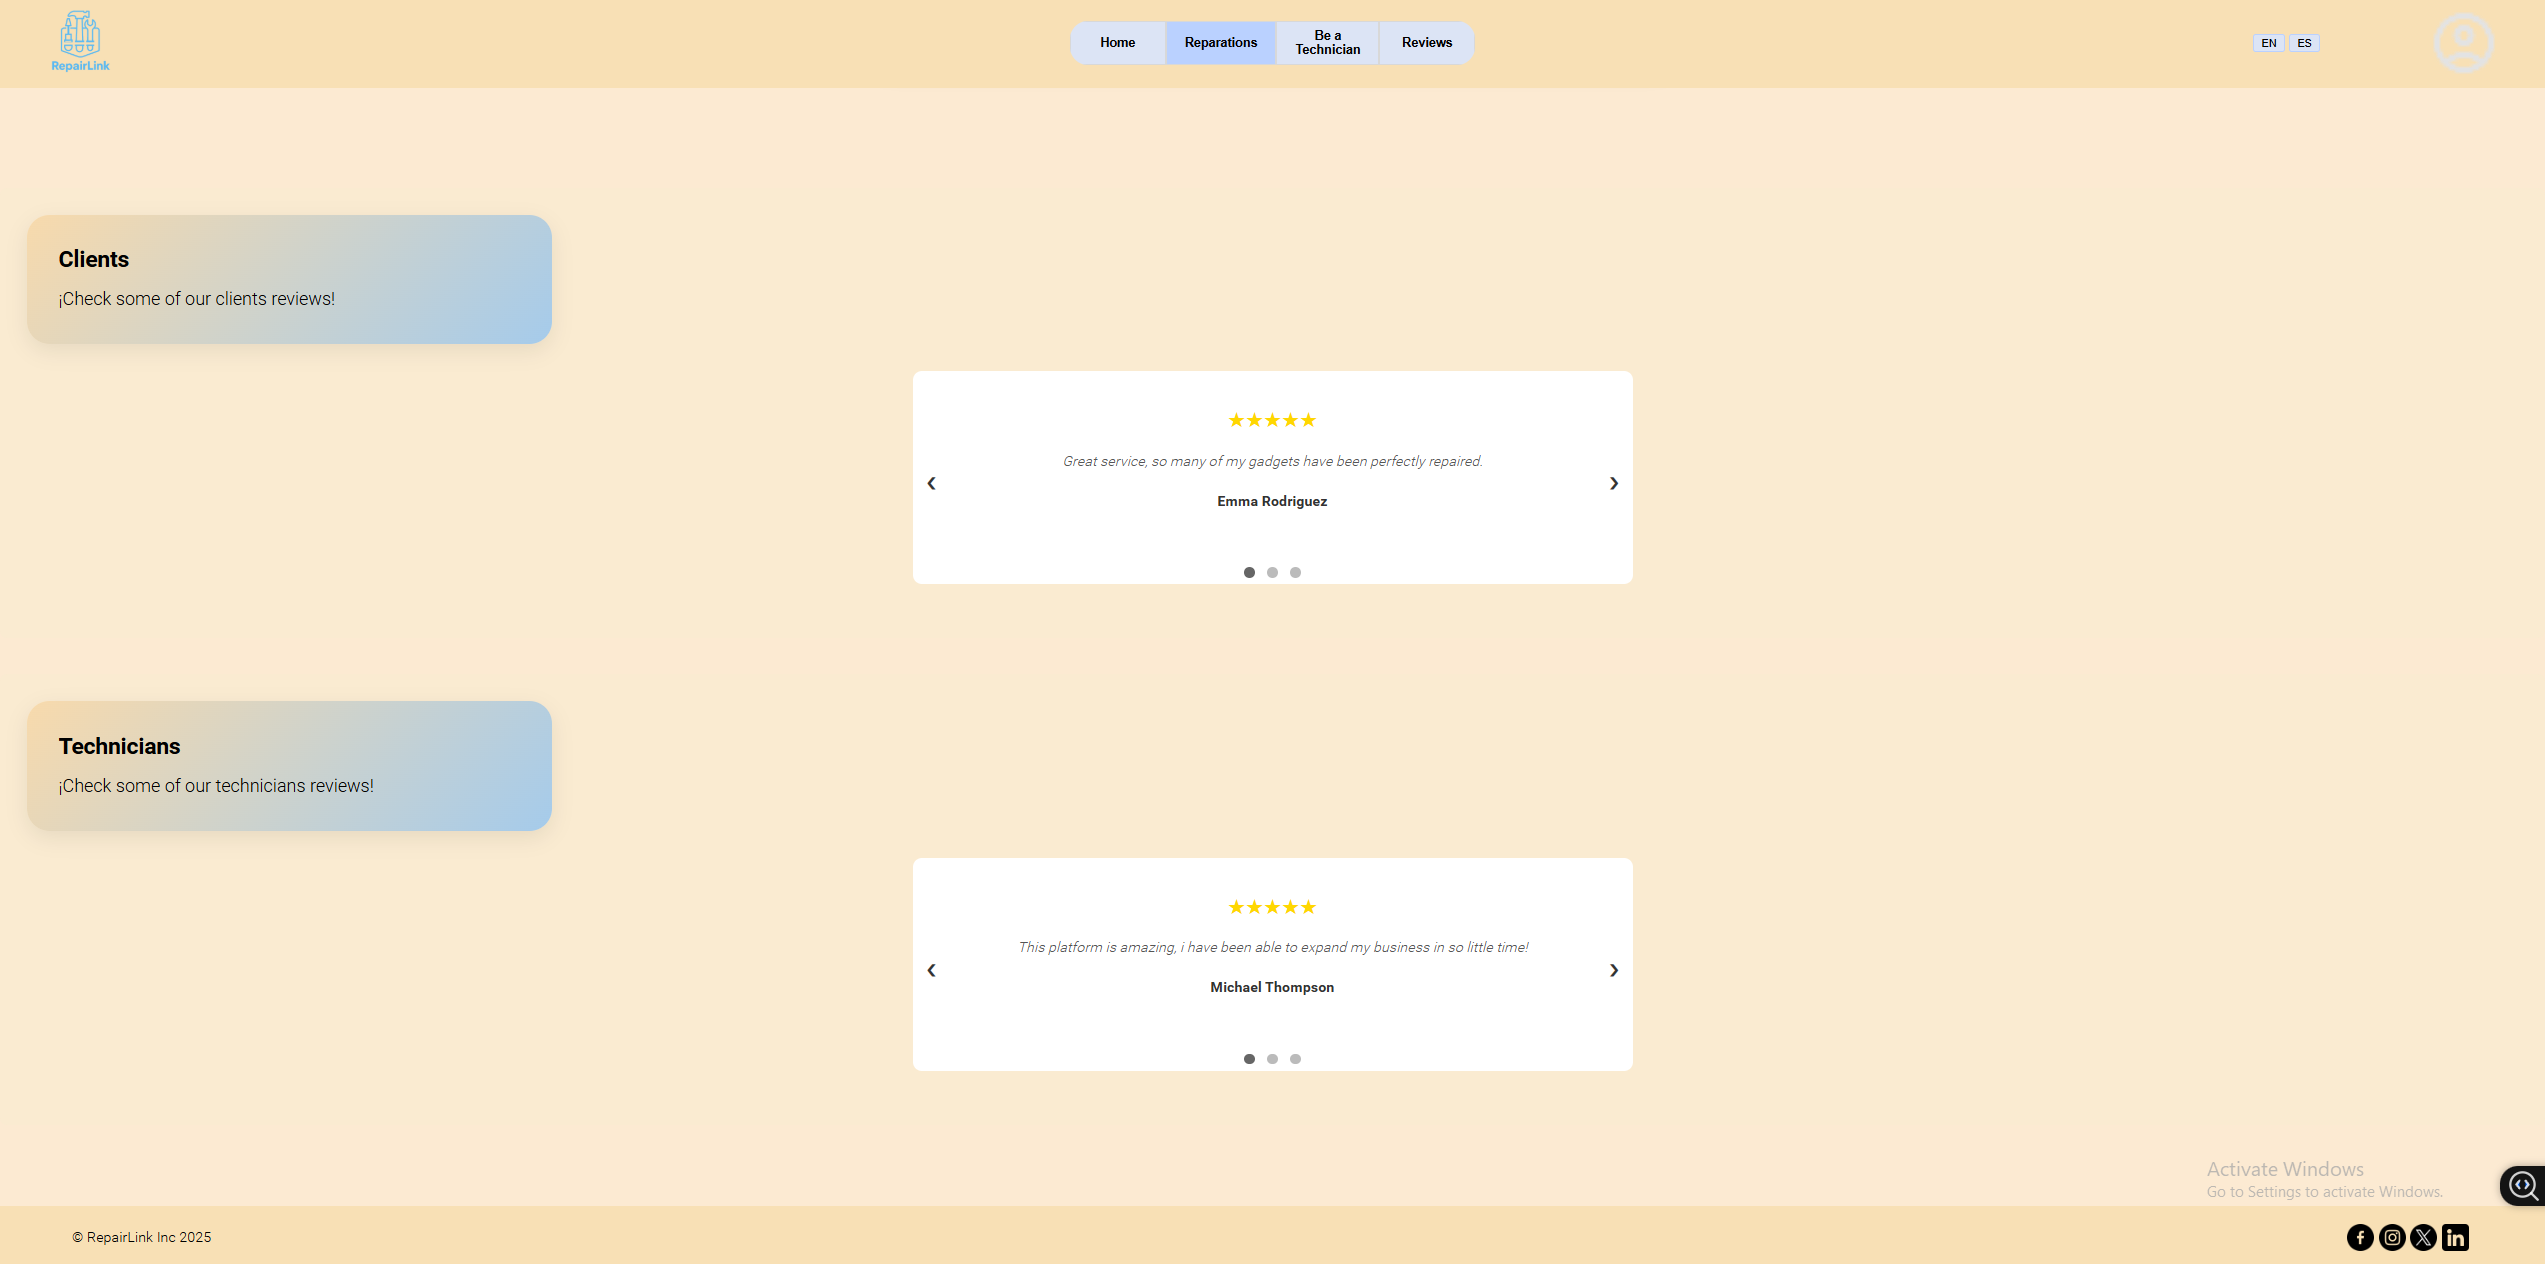 RepairLink
Home
Reparations
Be a
Technician
Reviews
EN
ES
Clients
¡Check some of our clients reviews!
★★★★★
Great service, so many of my gadgets have been perfectly repaired.
❮
❯
Emma Rodriguez
Technicians
¡Check some of our technicians reviews!
★★★★★
This platform is amazing, i have been able to expand my business in so little time!
❮
❯
Michael Thompson
Activate Windows
Go to Settings to activate Windows.
© RepairLink Inc 2025